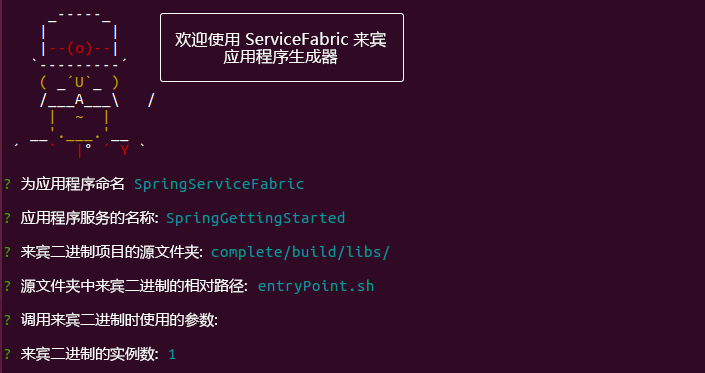 欢迎使用 ServiceFabric 来宾
应用程序生成器
? 为应用程序命名 SpringServiceFabric
? 应用程序服务的名称: SpringGettingStarted
? 来宾二进制项目的源文件夹: complete/build/libs/
? 源文件夹中来宾二进制的相对路径: entryPoint.sh
? 调用来宾二进制时使用的参数:
? 来宾二进制的实例数: 1